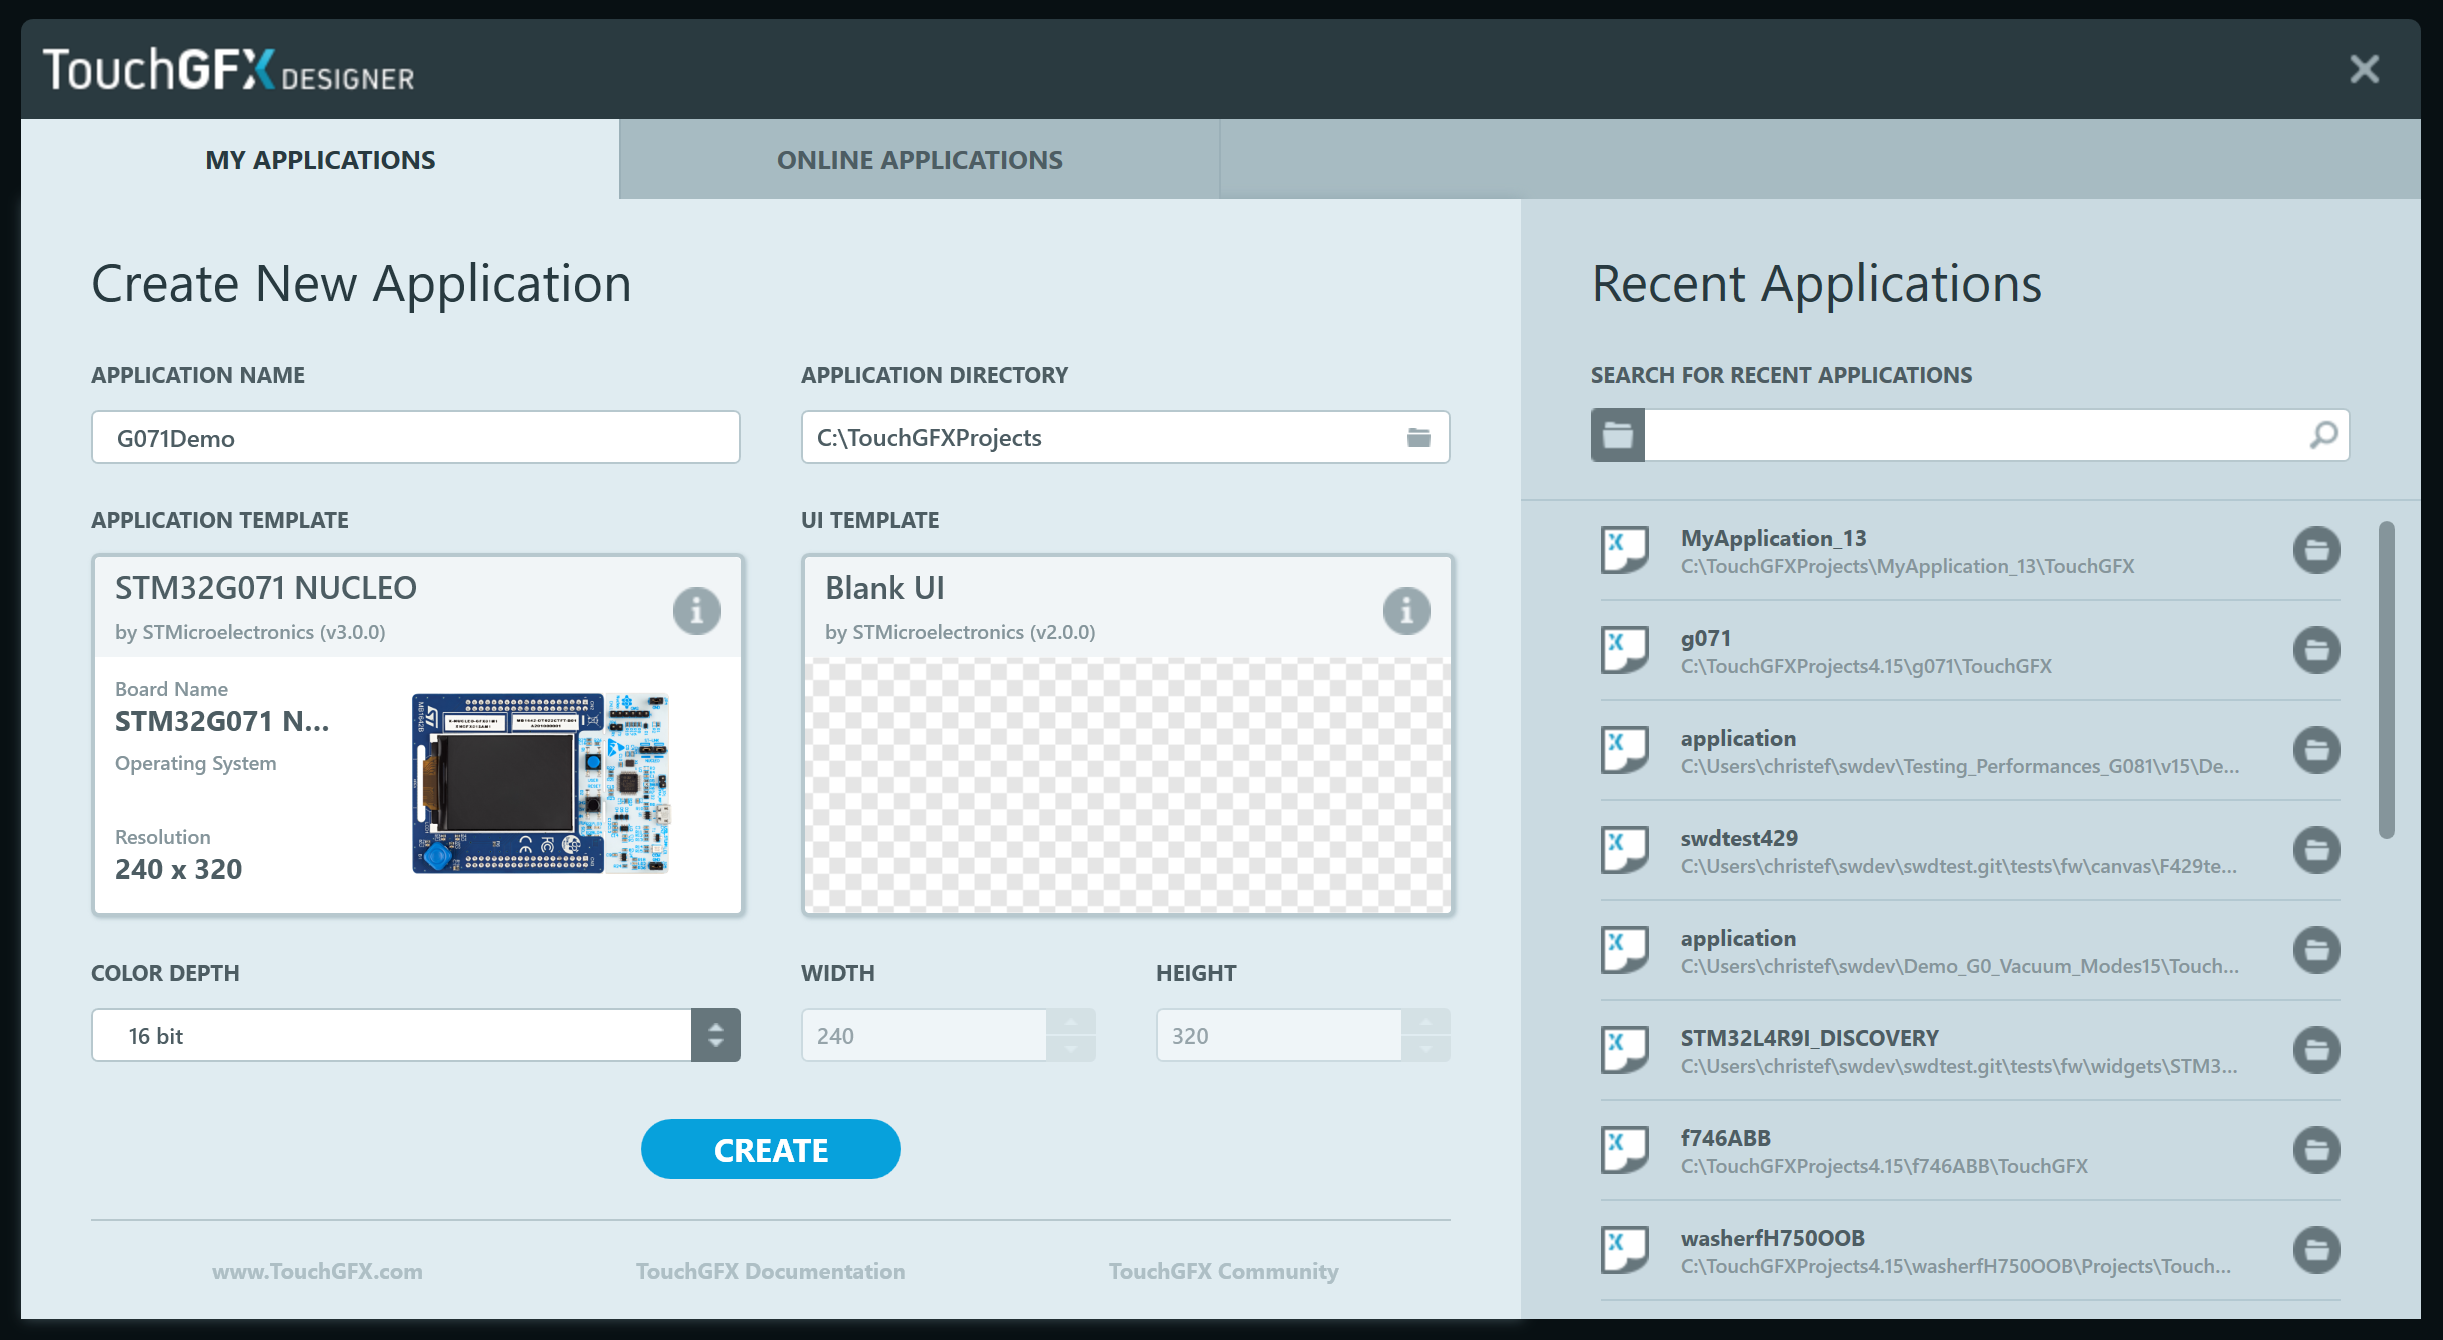 TouchGFX DESIGNER
MY APPLICATIONS
ONLINE APPLICATIONS
Create New Application
APPLICATION NAME
APPLICATION DIRECTORY
G071Demo
C:\TouchGFXProjects
APPLICATION TEMPLATE
UI TEMPLATE
STM32G071 NUCLEO
by STMicroelectronics (v3.0.0)
Board Name
STM32G071 N...
Operating System
Resolution
240 x 320
Blank UI
by STMicroelectronics (v2.0.0)
COLOR DEPTH
WIDTH
HEIGHT
16 bit
240
320
CREATE
www.TouchGFX.com
TouchGFX Documentation
TouchGFX Community
Recent Applications
SEARCH FOR RECENT APPLICATIONS
MyApplication_13
C:\TouchGFXProjects\MyApplication_13\TouchGFX
g071
C:\TouchGFXProjects4.15\g071\TouchGFX
application
C:\Users\christef\swdev\Testing_Performances_G081\v15\De...
swdtest429
C:\Users\christef\swdev\swdtest.git\tests\fw\canvas\F429te...
application
C:\Users\christef\swdev\Demo_G0_Vacuum_Modes15\Touch...
STM32L4R9I_DISCOVERY
C:\Users\christef\swdev\swdtest.git\tests\fw\widgets\STM3...
f746ABB
C:\TouchGFXProjects4.15\f746ABB\TouchGFX
washerfH750OOB
C:\TouchGFXProjects4.15\washerfH750OOB\Projects\Touch...